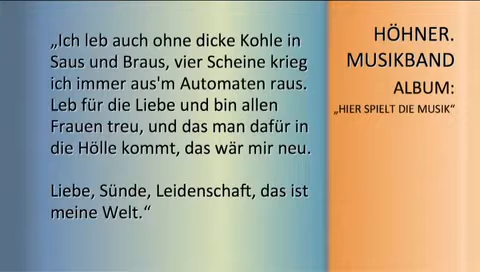 „Ich leb auch ohne dicke Kohle in
Saus und Braus, vier Scheine krieg
ich immer aus'm Automaten raus.
Leb für die Liebe und bin allen
Frauen treu, und das man dafür in
die Hölle kommt, das wär mir neu.
Liebe, Sünde, Leidenschaft, das ist
meine Welt.“
HÖHNER.
MUSIKBAND
ALBUM:
„HIER SPIELT DIE MUSIK“